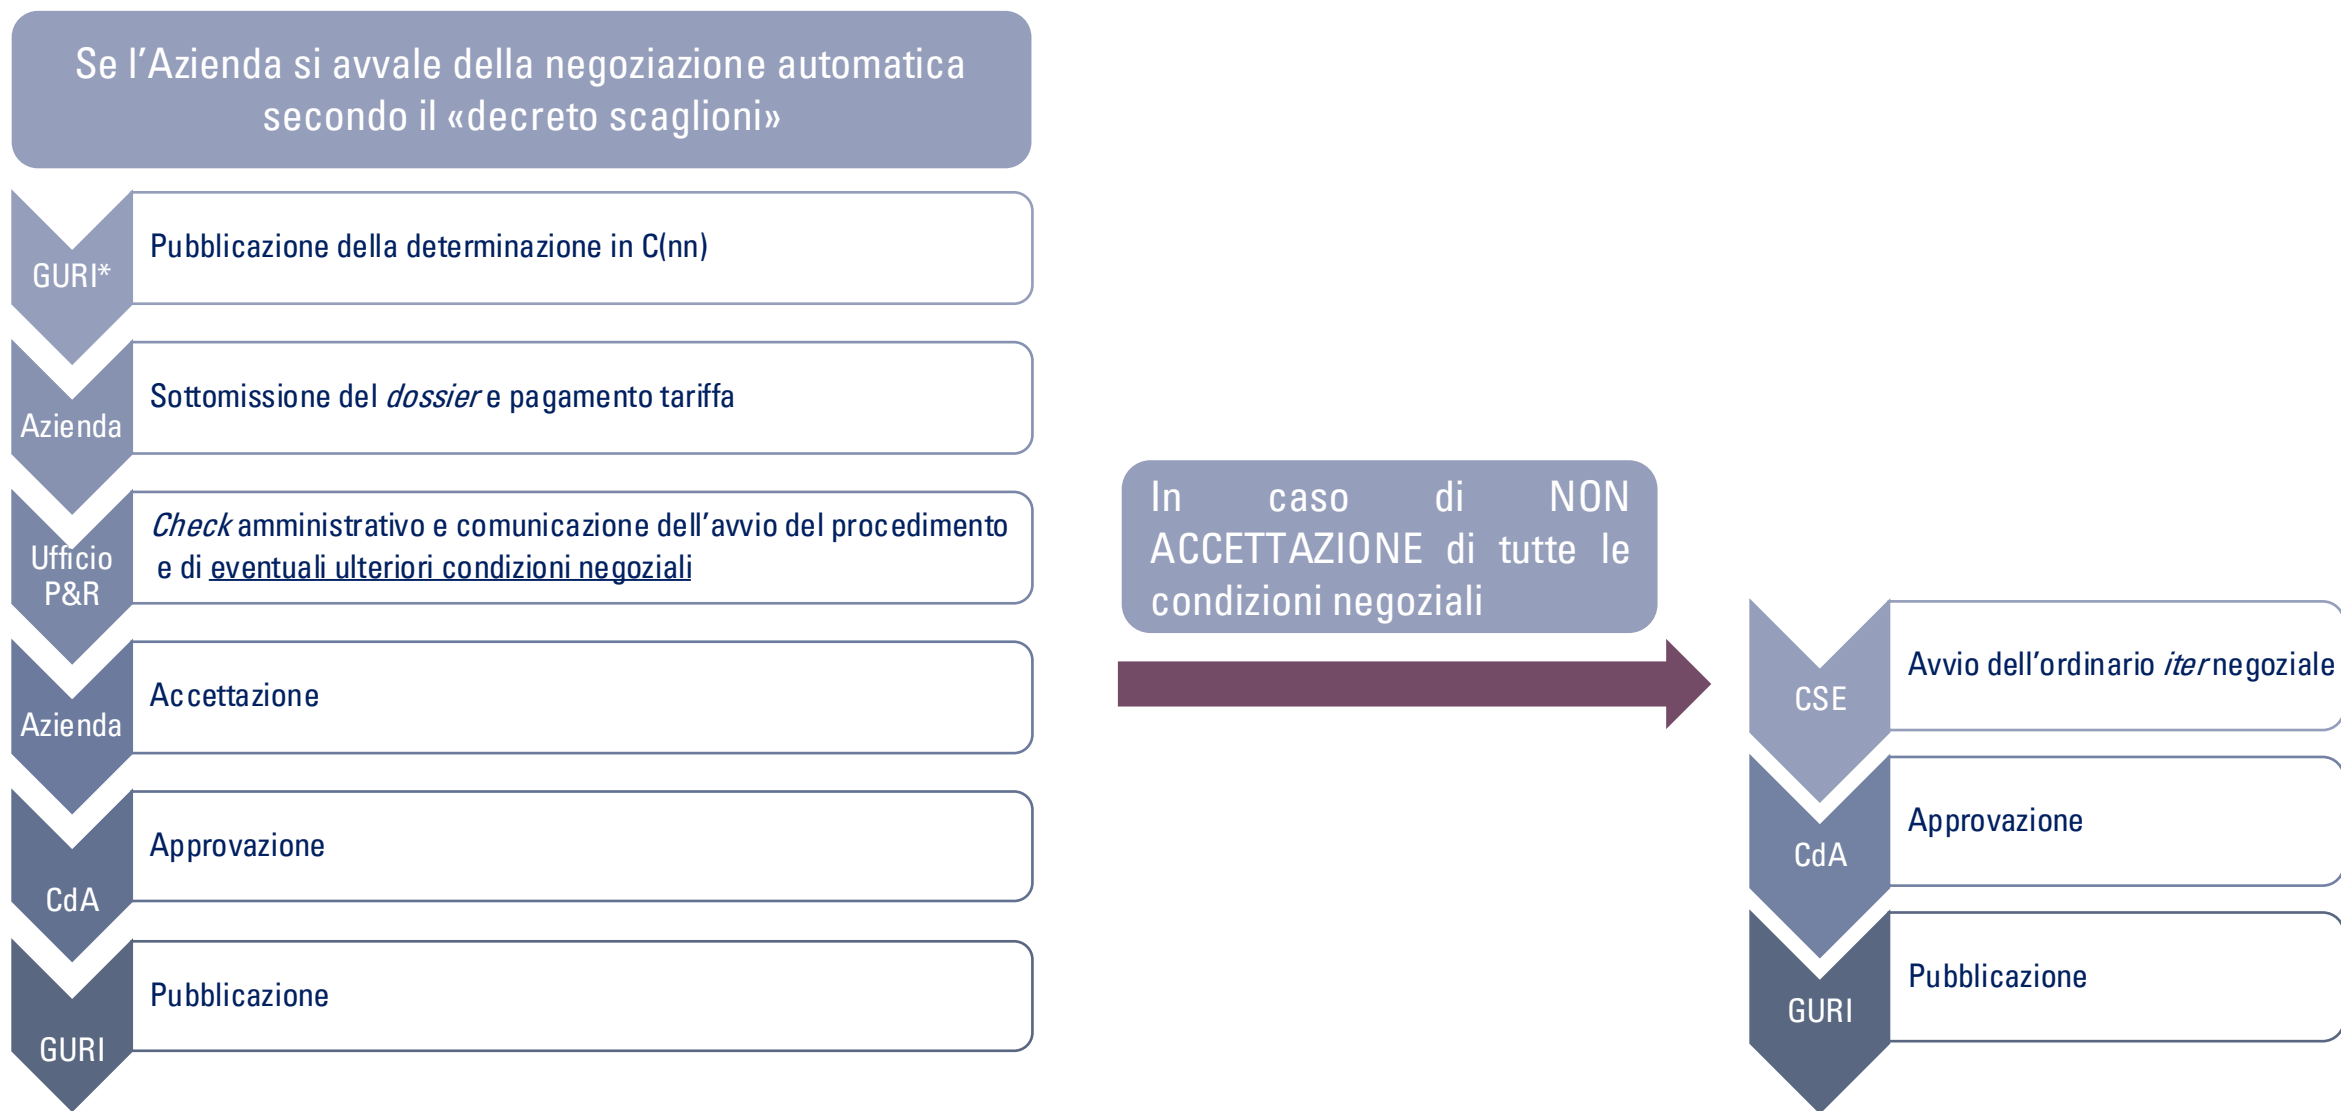 Se l'Azienda si avvale della negoziazione automatica
secondo il «decreto scaglioni»
GURI*
Pubblicazione della determinazione in C(nn)
Azienda
Sottomissione del dossier e pagamento tariffa
Ufficio
P&R
Check amministrativo e comunicazione dell'avvio del procedimento
e di eventuali ulteriori condizioni negoziali
Azienda
Accettazione
CdA
Approvazione
GURI
Pubblicazione
In caso di NON
ACCETTAZIONE di tutte le
condizioni negoziali
CSE
Avvio dell'ordinario iter negoziale
CdA
Approvazione
GURI
Pubblicazione